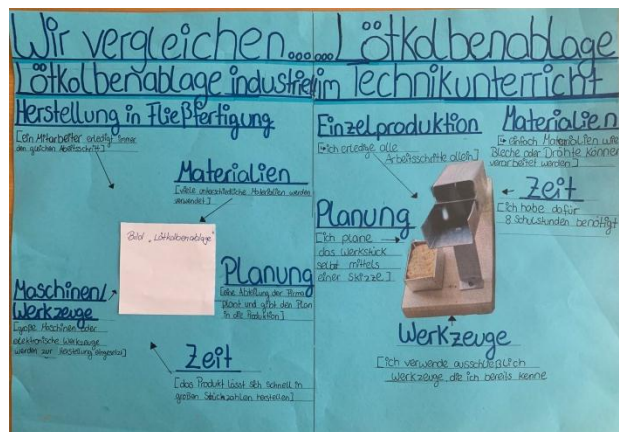 Wir vergleichen...... Lötkolbenablage
Lötkolbenablage industriell
im Technikunterricht
Herstellung in Fließfertigung
[ein Mitarbeiter erledigt immer
den gleichen Arbeitsschritt]
Materialien
[viele unterschiedliche Materialien werden
verwendet]
Bild „Lötkolbenablage"
Planung
[eine Abteilung der Firma
plant und gibt den Plan
in die Produktion]
Maschinen/
Werkzeuge
[große Maschinen oder
elektronische Werkzeuge
werden zur Herstellung eingesetzt]
Zeit
[das Produkt lässt sich schnell in
großen Stückzahlen herstellen]
Einzelproduktion
[ich erledige alle
Arbeitsschritte allein]
Materialien
[einfach Materialien wie
Bleche oder Drähte können
verarbeitet werden]
Zeit
[ich habe dafür
8 Schulstunden benötigt
Planung
[ich plane
das Werkstück
selbst mittels
einer Skizze]
Werkzeuge
[ich verwende ausschließlich
Werkzeuge, die ich bereits kenne